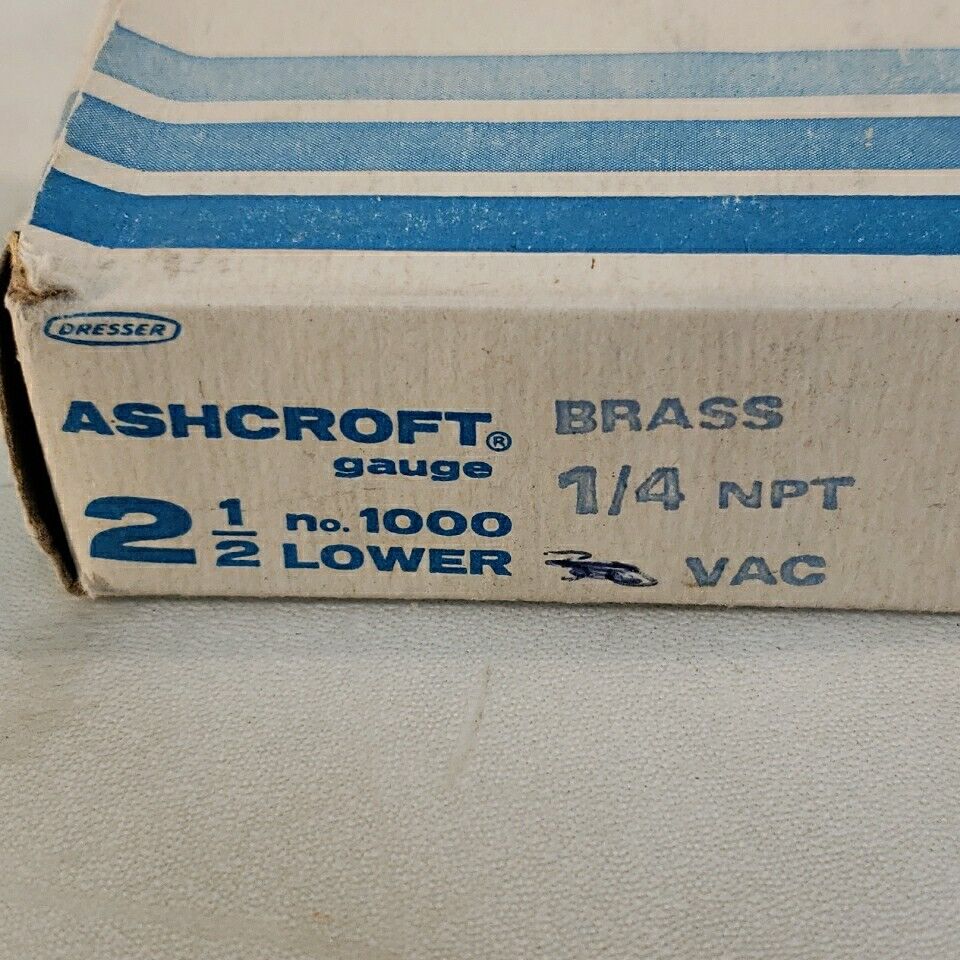 DRESSER
ASHCROFT®
gauge
2 1/2 no. 1000
LOWER
BRASS
1/4 NPT
VAC